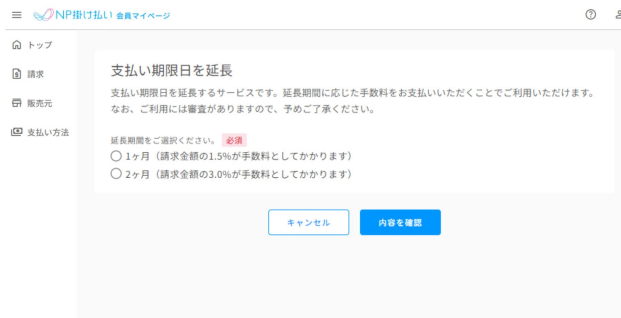 NP掛け払い 会員マイページ
トップ
請求
販売元
支払い方法
支払い期限日を延長
支払い期限日を延長するサービスです。延長期間に応じた手数料をお支払いいただくことでご利用いただけます。
なお、ご利用には審査がありますので、予めご了承ください。
延長期間をご選択ください。 必須
1ヶ月（請求金額の1.5%が手数料としてかかります）
2ヶ月（請求金額の3.0%が手数料としてかかります）
キャンセル
内容を確認